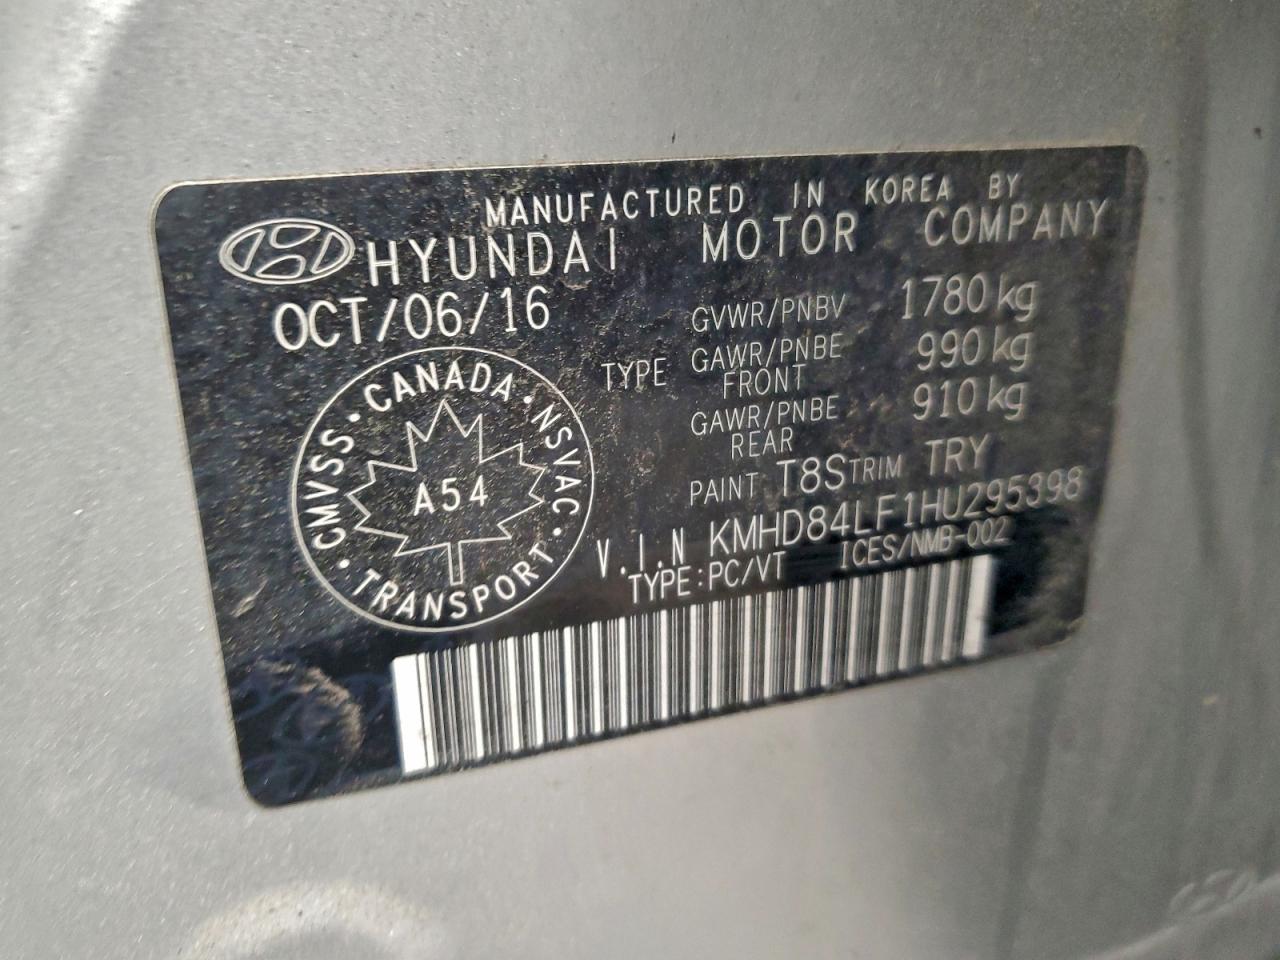 MANUFACTURED IN KOREA BY
HYUNDAI MOTOR COMPANY
OCT/06/16
GVWR/PNBV 1780 kg
TYPE GAWR/PNBE FRONT 990 kg
GAWR/PNBE REAR 910 kg
PAINT T8S TRIM TRY
V.I.N KMHD84LF1HU295398
TYPE:PC/VT ICES/NMB-002
CANADA · NSVAC · TRANSPORT · CMVSS ·
A54